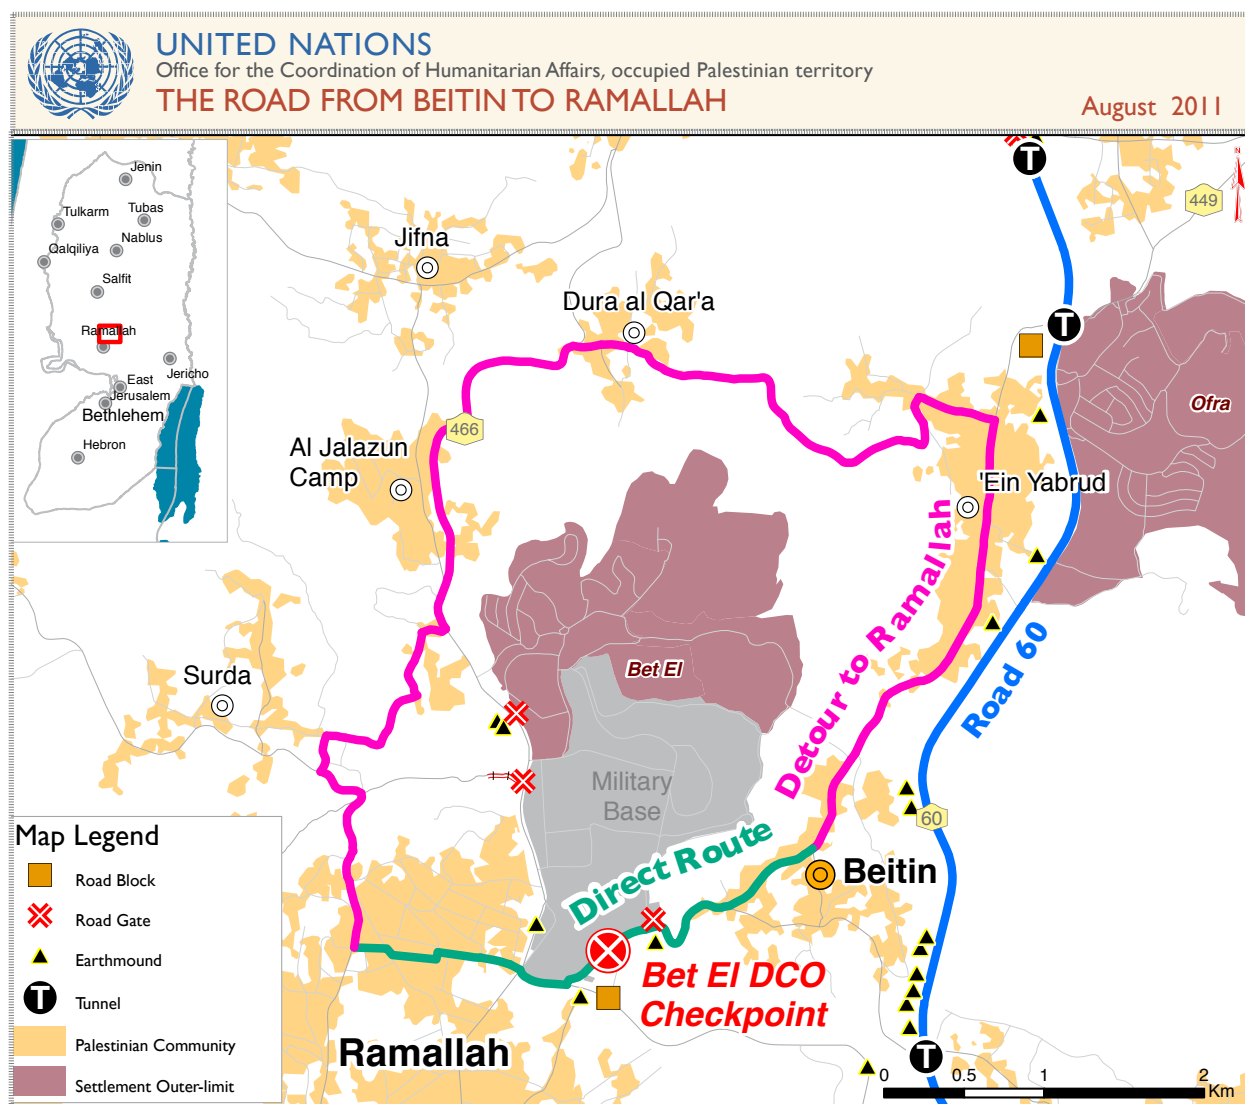 UNITED NATIONS
Office for the Coordination of Humanitarian Affairs, occupied Palestinian territory
THE ROAD FROM BEITIN TO RAMALLAH
August 2011
Jenin
Tulkarm
Tubas
Qalqiliya
Nablus
Salfit
Ramallah
Jericho
East
Jerusalem
Bethlehem
Hebron
N
T
449
Jifna
Dura al Qar'a
T
Ofra
466
Al Jalazun
Camp
'Ein Yabrud
Detour to Ramallah
Road 60
Bet El
Surda
Military
Base
60
Direct Route
Beitin
Bet El DCO
Checkpoint
Ramallah
T
Map Legend
Road Block
Road Gate
Earthmound
T
Tunnel
Palestinian Community
Settlement Outer-limit
0 0.5 1 2
Km